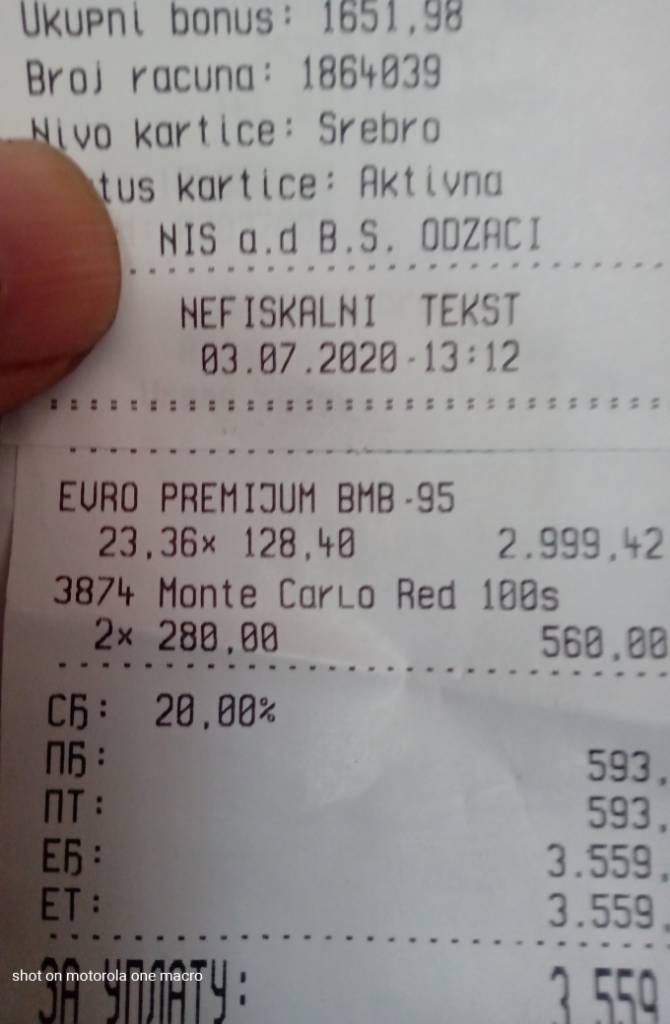 Ukupni bonus: 1651,98
Broj racuna: 1864039
Nivo kartice: Srebro
kartice: Aktivna
NIS a.d B.S. ODZACI
NEFISKALNI TEKST
03.07.2020-13:12
EVRO PREMIJUM BMB-95
23,36x 128,40 2.999,42
3874 Monte Carlo Red 100s
2x 280,00 560,00
СБ: 20,00%
ПБ: 593,
ПТ: 593,
ЕБ: 3.559,
ЕТ: 3.559,
ЗА УПЛАТУ: 3.559
shot on motorola one macro